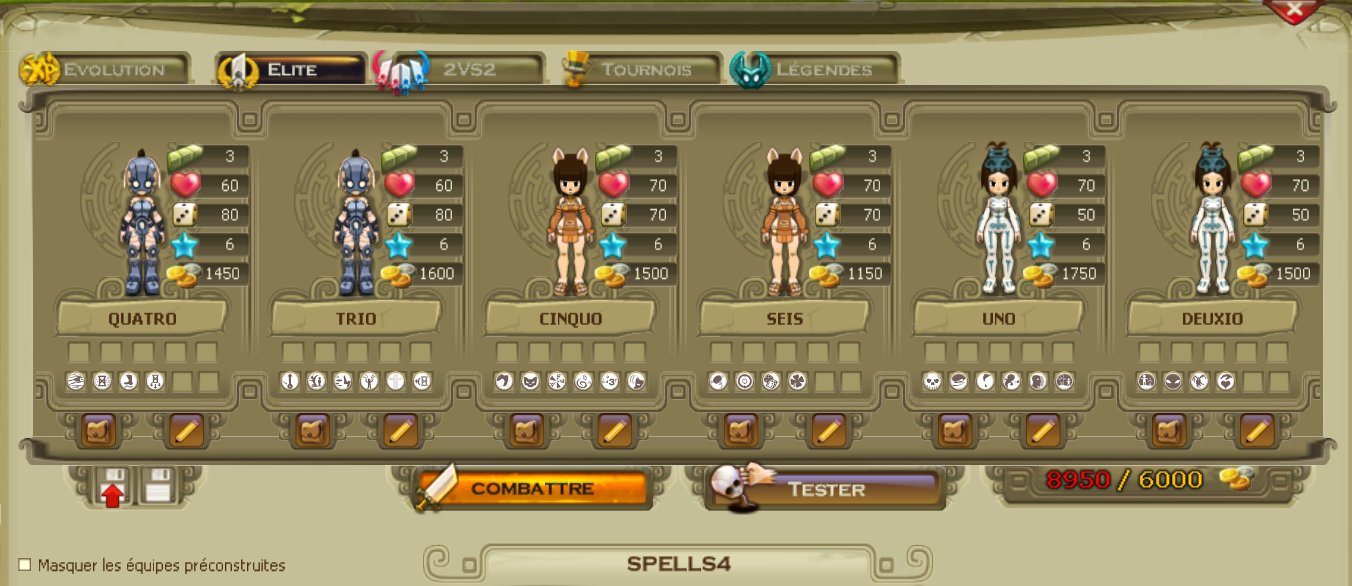 XP EVOLUTION ELITE 2VS2 TOURNOIS LÉGENDES
3 3 3 3 3 3
60 60 70 70 70 70
80 80 70 70 50 50
6 6 6 6 6 6
1450 1600 1500 1150 1750 1500
QUATRO TRIO CINQUO SEIS UNO DEUXIO
COMBATTRE TESTER 8950 / 6000
Masquer les équipes préconstruites SPELLS4